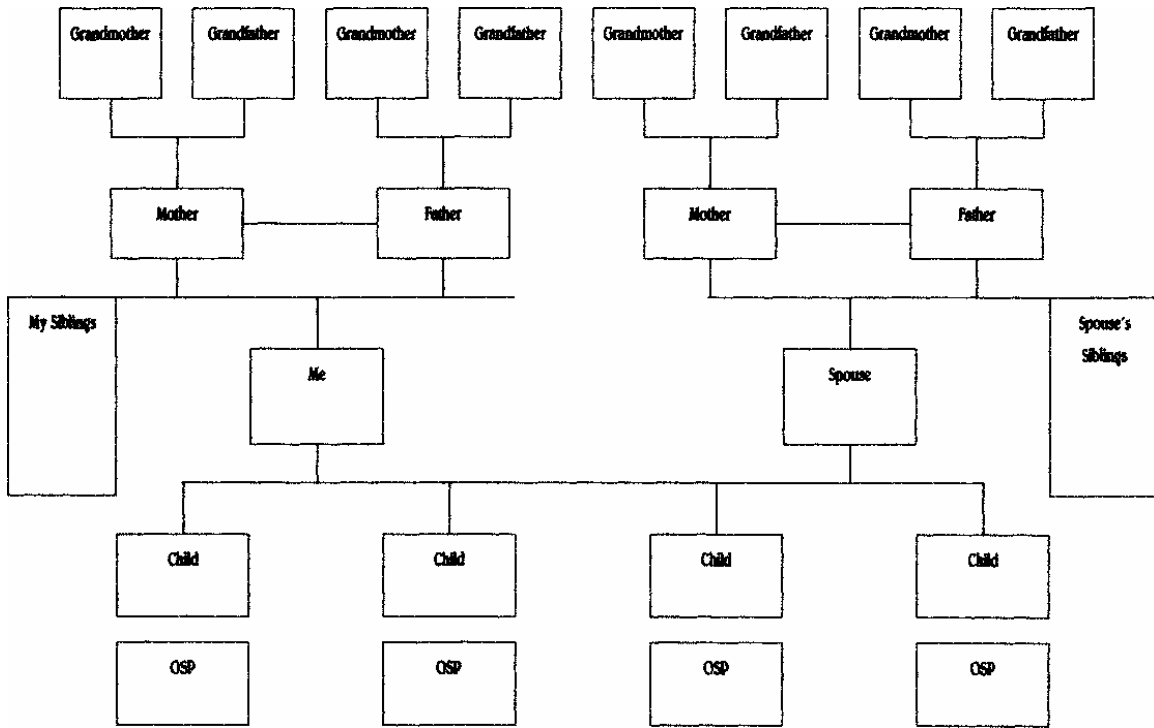 Grandmother
Grandfather
Grandmother
Grandfather
Grandmother
Grandfather
Grandmother
Grandfather
Mother
Father
Mother
Father
My Siblings
Spouse's
Siblings
Me
Spouse
Child
Child
Child
Child
OSP
OSP
OSP
OSP